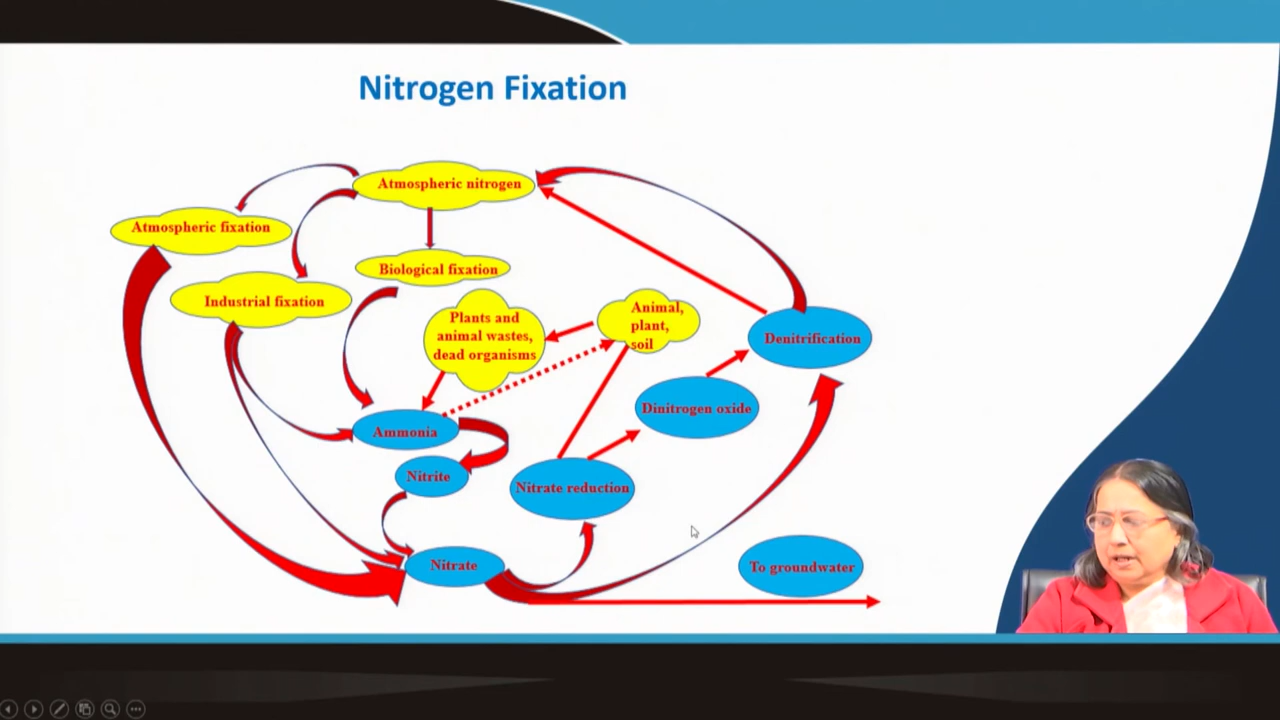 Nitrogen Fixation
Atmospheric nitrogen
Atmospheric fixation
Biological fixation
Industrial fixation
Plants and
animal wastes,
dead organisms
Animal,
plant,
soil
Denitrification
Dinitrogen oxide
Ammonia
Nitrite
Nitrate reduction
Nitrate
To groundwater